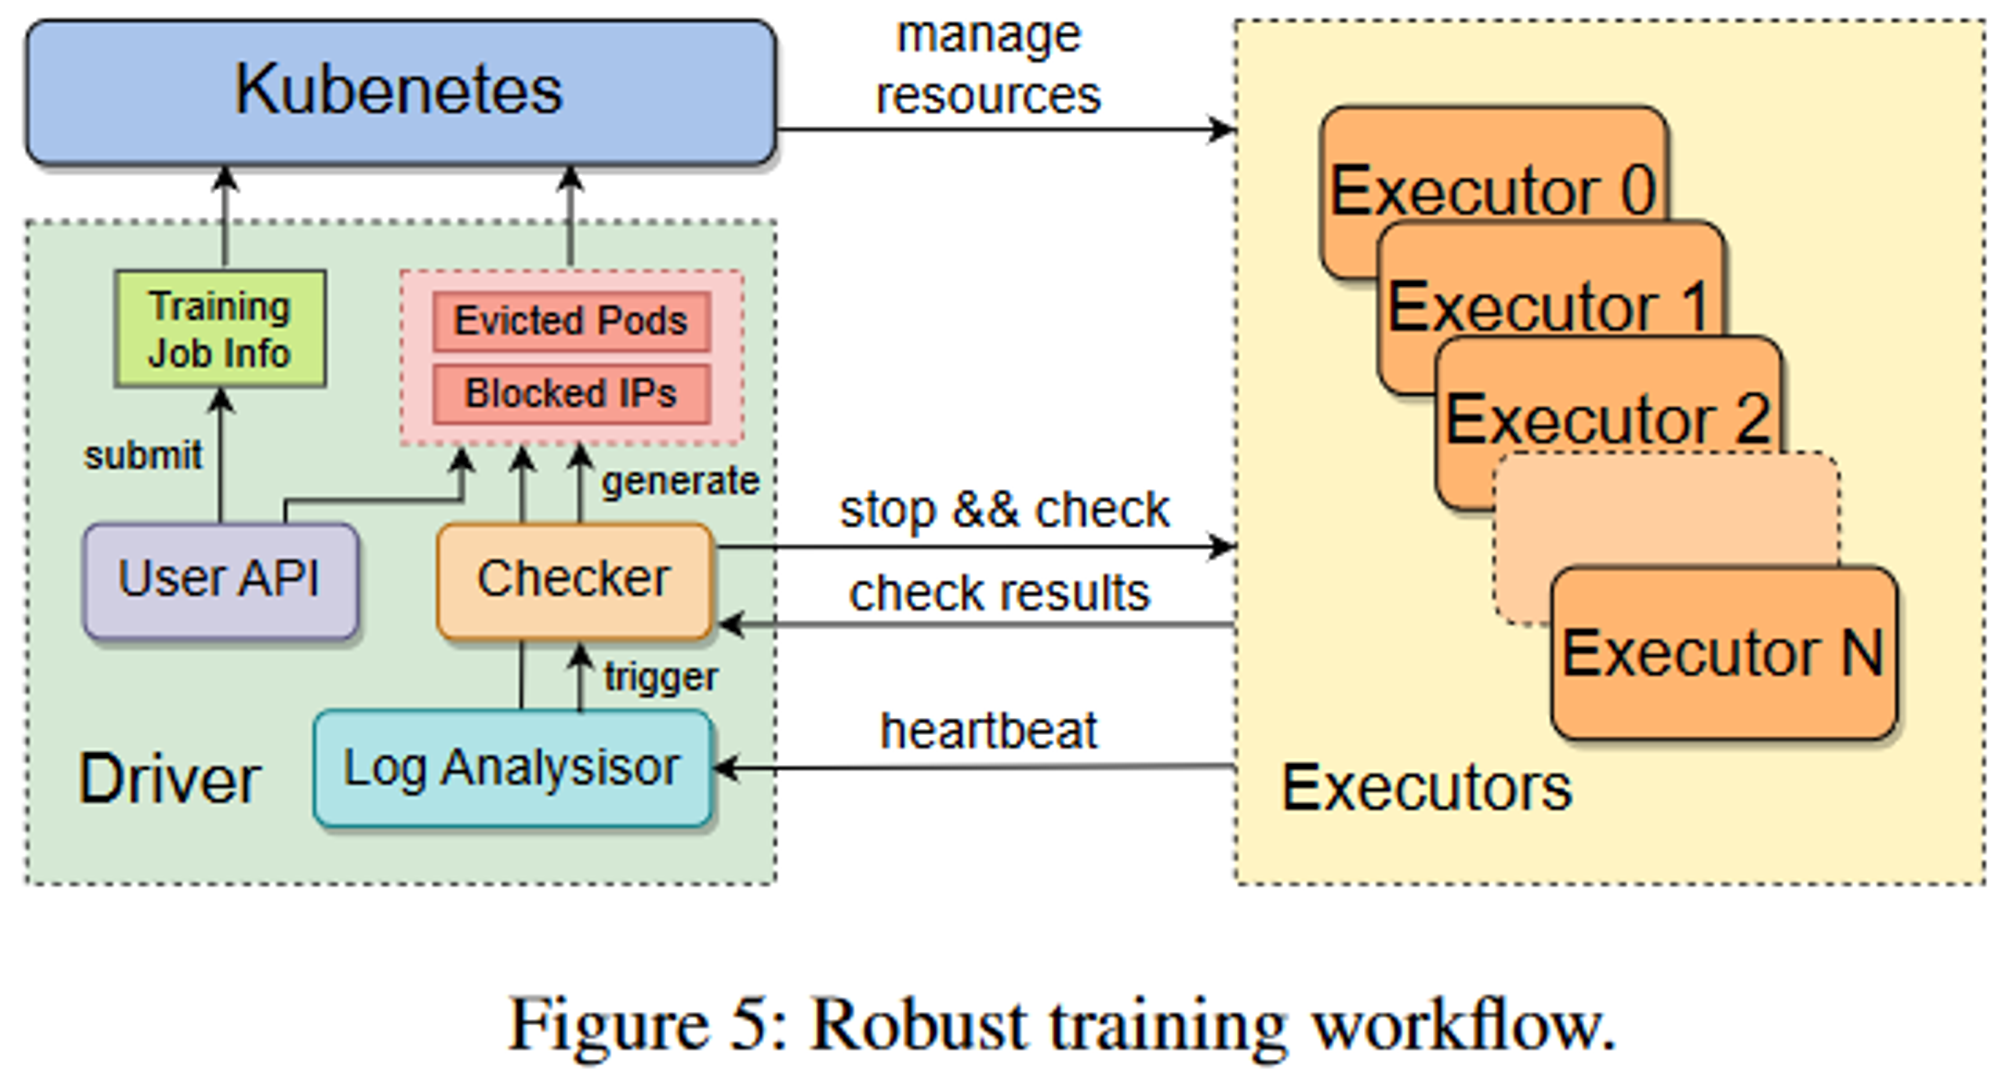 Kubenetes
manage
resources
Training
Job Info
Evicted Pods
Blocked IPs
submit
generate
User API
Checker
trigger
Log Analysisor
Driver
stop && check
check results
heartbeat
Executor 0
Executor 1
Executor 2
Executor N
Executors
Figure 5: Robust training workflow.